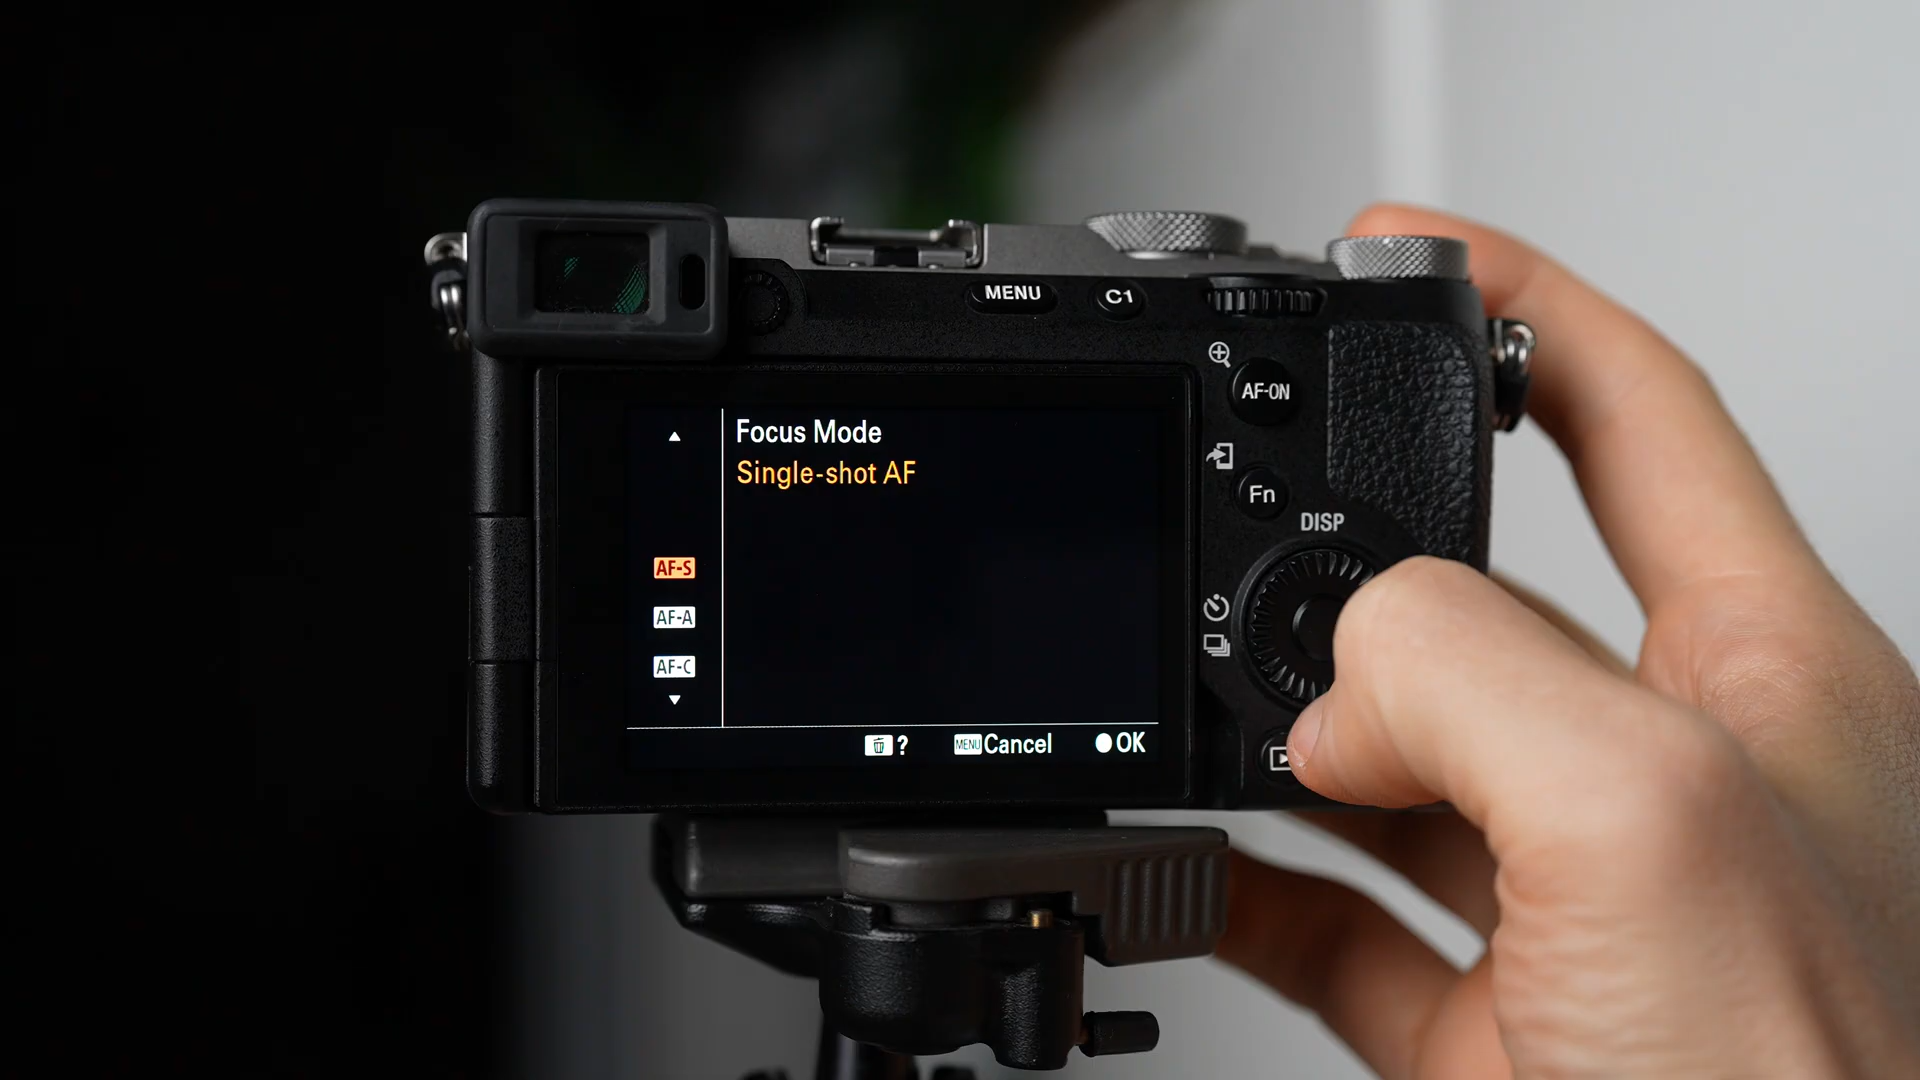 MENU
C1
AF-ON
Fn
DISP
Focus Mode
Single-shot AF
AF-S
AF-A
AF-C
?
MENU Cancel
OK